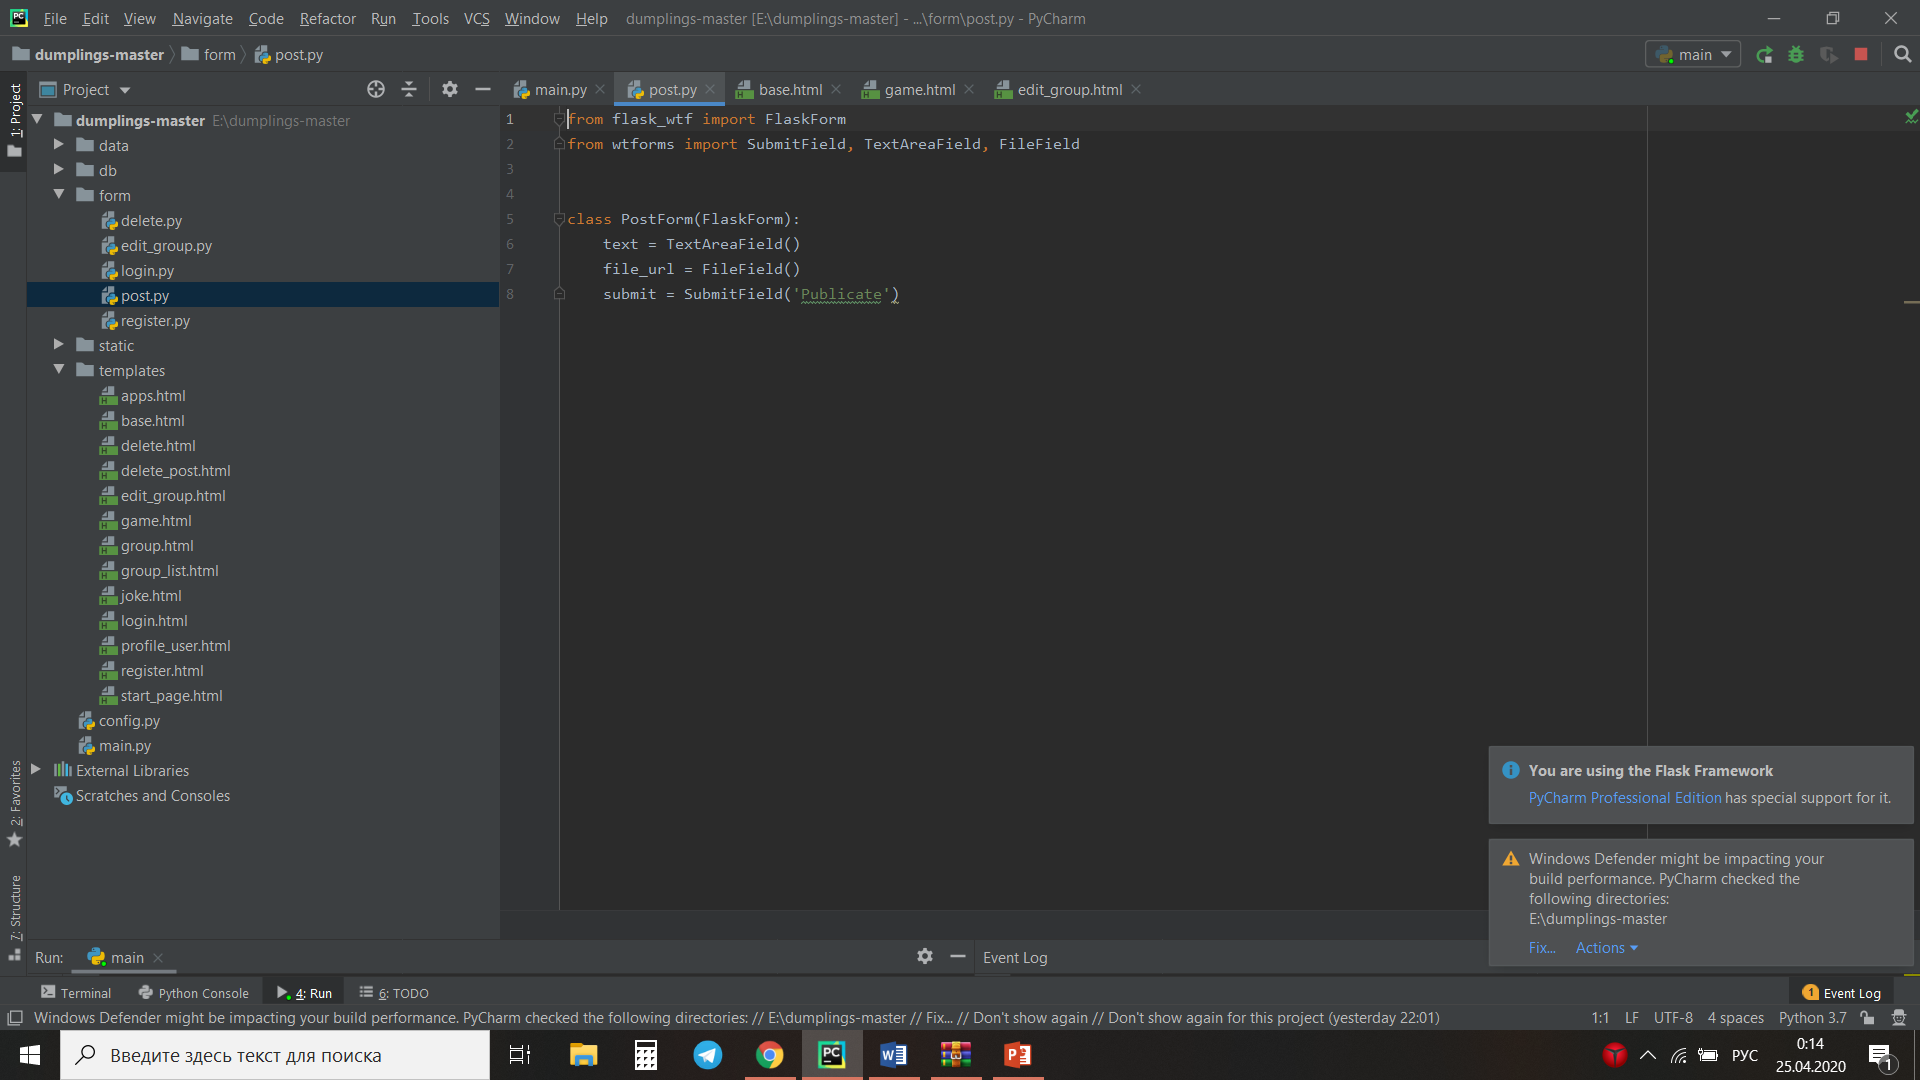 File Edit View Navigate Code Refactor Run Tools VCS Window Help dumplings-master [E:\dumplings-master] - ...\form\post.py - PyCharm
dumplings-master form post.py main
1: Project
Project
main.py post.py base.html game.html edit_group.html
dumplings-master E:\dumplings-master
data
db
form
delete.py
edit_group.py
login.py
post.py
register.py
static
templates
apps.html
base.html
delete.html
delete_post.html
edit_group.html
game.html
group.html
group_list.html
joke.html
login.html
profile_user.html
register.html
start_page.html
config.py
main.py
External Libraries
Scratches and Consoles
2: Favorites
7: Structure
1 from flask_wtf import FlaskForm
2 from wtforms import SubmitField, TextAreaField, FileField
3
4
5 class PostForm(FlaskForm):
6 text = TextAreaField()
7 file_url = FileField()
8 submit = SubmitField('Publicate')
You are using the Flask Framework
PyCharm Professional Edition has special support for it.
Windows Defender might be impacting your
build performance. PyCharm checked the
following directories:
E:\dumplings-master
Fix... Actions
Run: main Event Log
Terminal Python Console 4: Run 6: TODO 1 Event Log
Windows Defender might be impacting your build performance. PyCharm checked the following directories: // E:\dumplings-master // Fix... // Don't show again // Don't show again for this project (yesterday 22:01) 1:1 LF UTF-8 4 spaces Python 3.7
Введите здесь текст для поиска
РУС
0:14
25.04.2020
1